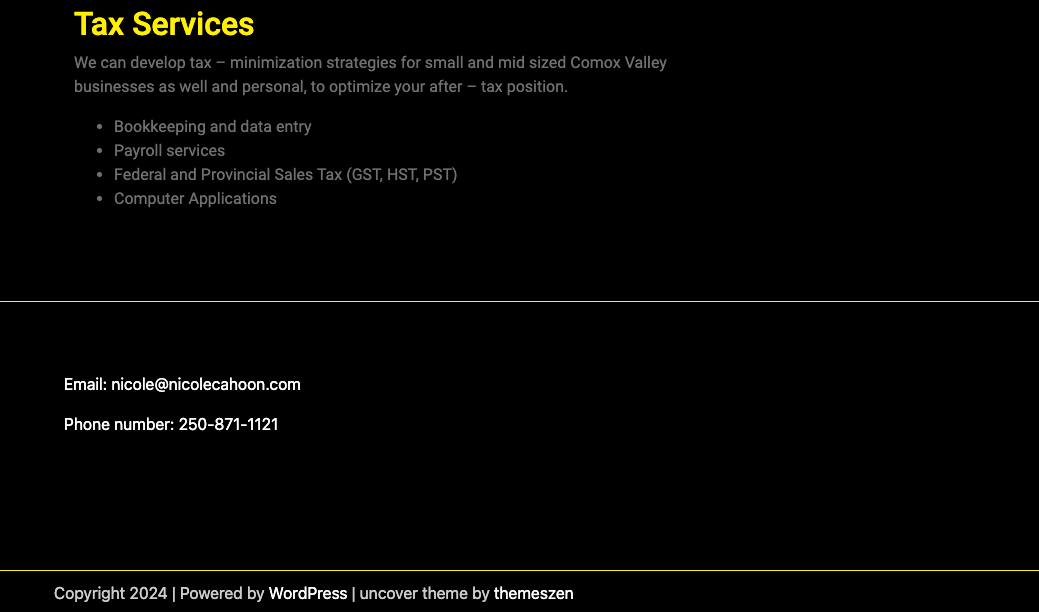 Tax Services
We can develop tax – minimization strategies for small and mid sized Comox Valley
businesses as well and personal, to optimize your after – tax position.
• Bookkeeping and data entry
• Payroll services
• Federal and Provincial Sales Tax (GST, HST, PST)
• Computer Applications
Email: nicole@nicolecahoon.com
Phone number: 250-871-1121
Copyright 2024 | Powered by WordPress | uncover theme by themeszen